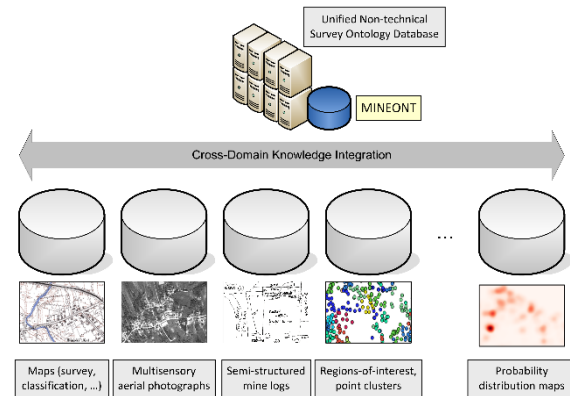 Unified Non-technical
Survey Ontology Database
MINEONT
Cross-Domain Knowledge Integration
...
Maps (survey,
classification, ...)
Multisensory
aerial photographs
Semi-structured
mine logs
Regions-of-interest,
point clusters
Probability
distribution maps